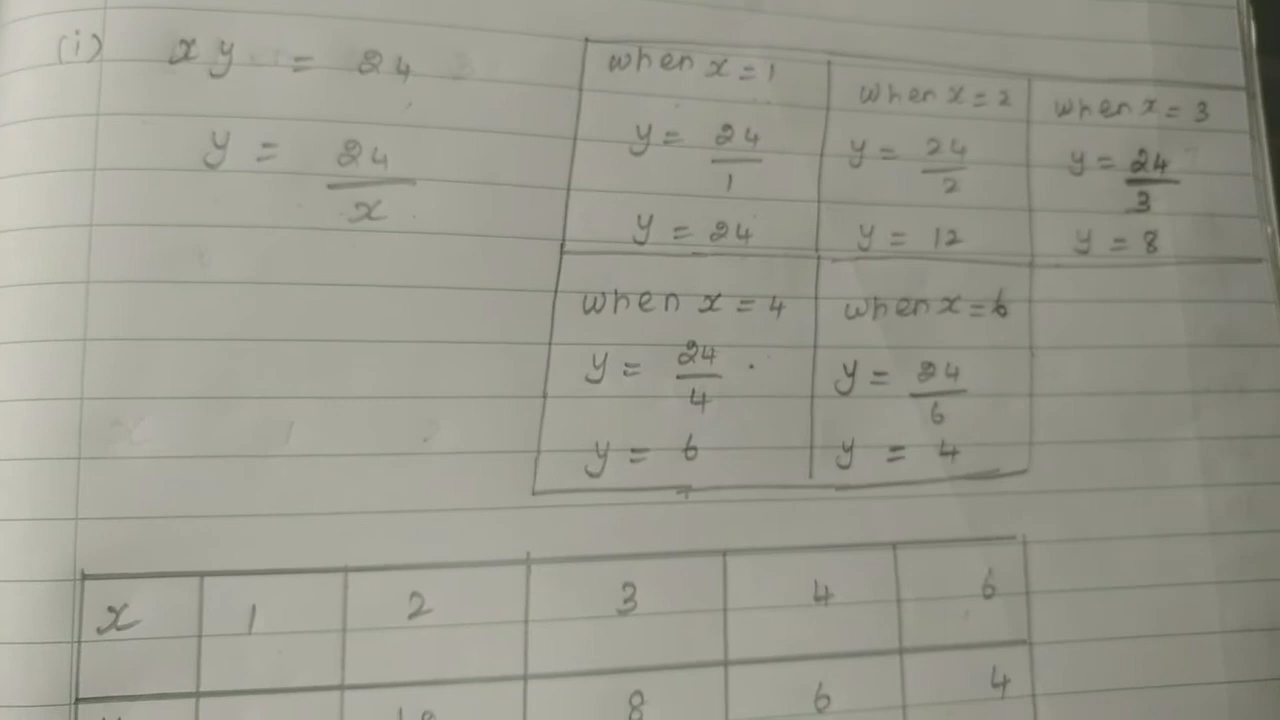 (i) xy = 24
y = 24/x
when x = 1
y = 24/1
y = 24
when x = 2
y = 24/2
y = 12
when x = 3
y = 24/3
y = 8
when x = 4
y = 24/4
y = 6
when x = 6
y = 24/6
y = 4
x 1 2 3 4 6
8 6 4